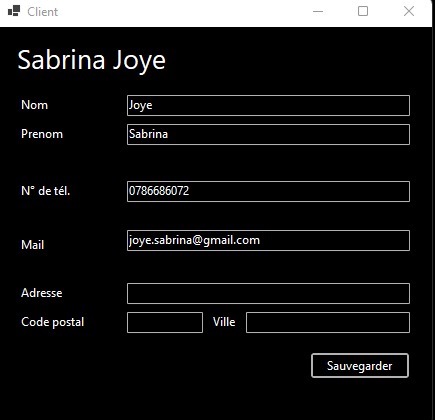 Client
Sabrina Joye
Nom Joye
Prenom Sabrina
N° de tél. 0786686072
Mail joye.sabrina@gmail.com
Adresse
Code postal Ville
Sauvegarder